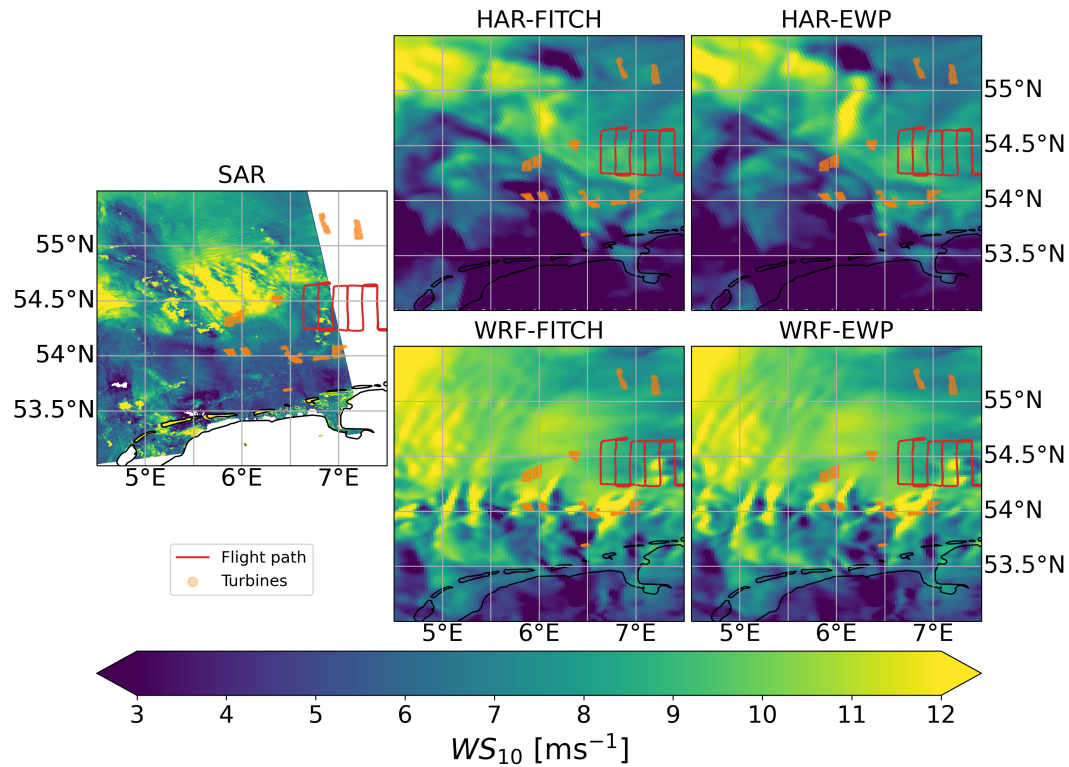 HAR-FITCH
HAR-EWP
55°N
54.5°N
54°N
53.5°N
SAR
55°N
54.5°N
54°N
53.5°N
5°E
6°E
7°E
WRF-FITCH
WRF-EWP
55°N
54.5°N
54°N
53.5°N
5°E
6°E
7°E
5°E
6°E
7°E
Flight path
Turbines
3 4 5 6 7 8 9 10 11 12
WS₁₀ [ms⁻¹]